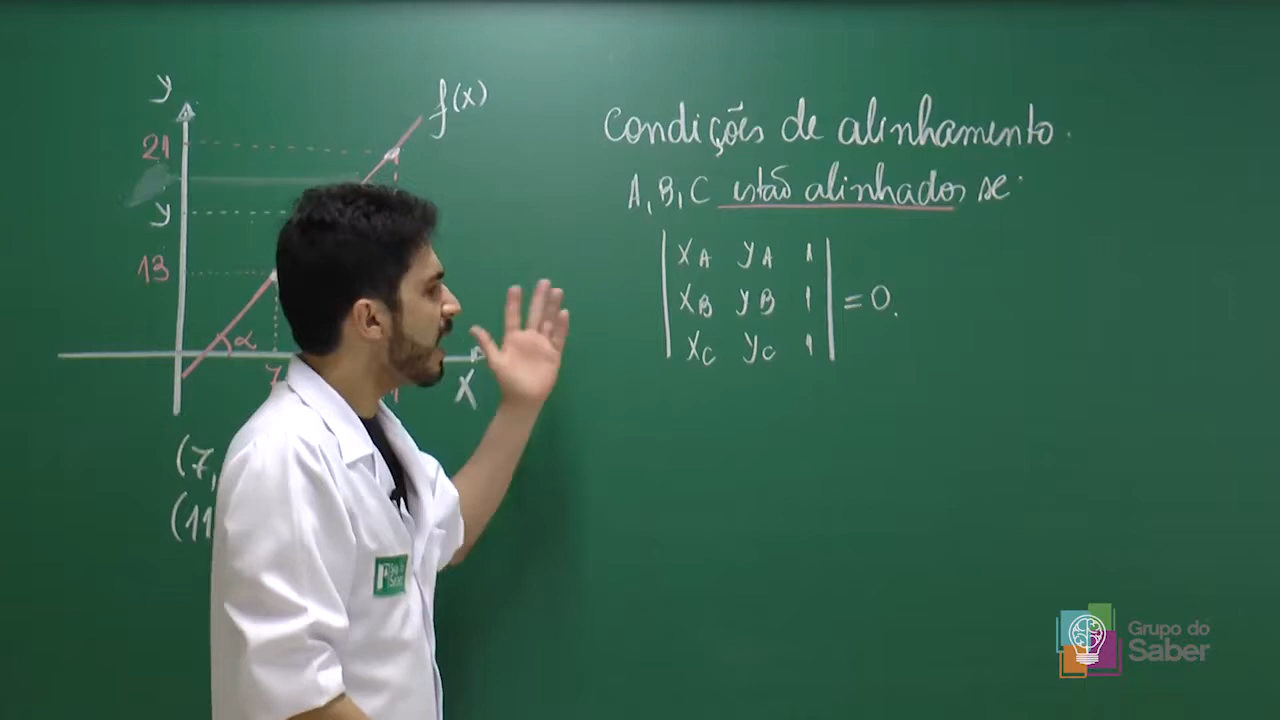 y
f(x)
21
y
13
α
7
X
(7,
(11
Condições de alinhamento.
A, B, C estão alinhados se:
xA yA 1
xB yB 1 = 0.
xC yC 1
Grupo do
Saber